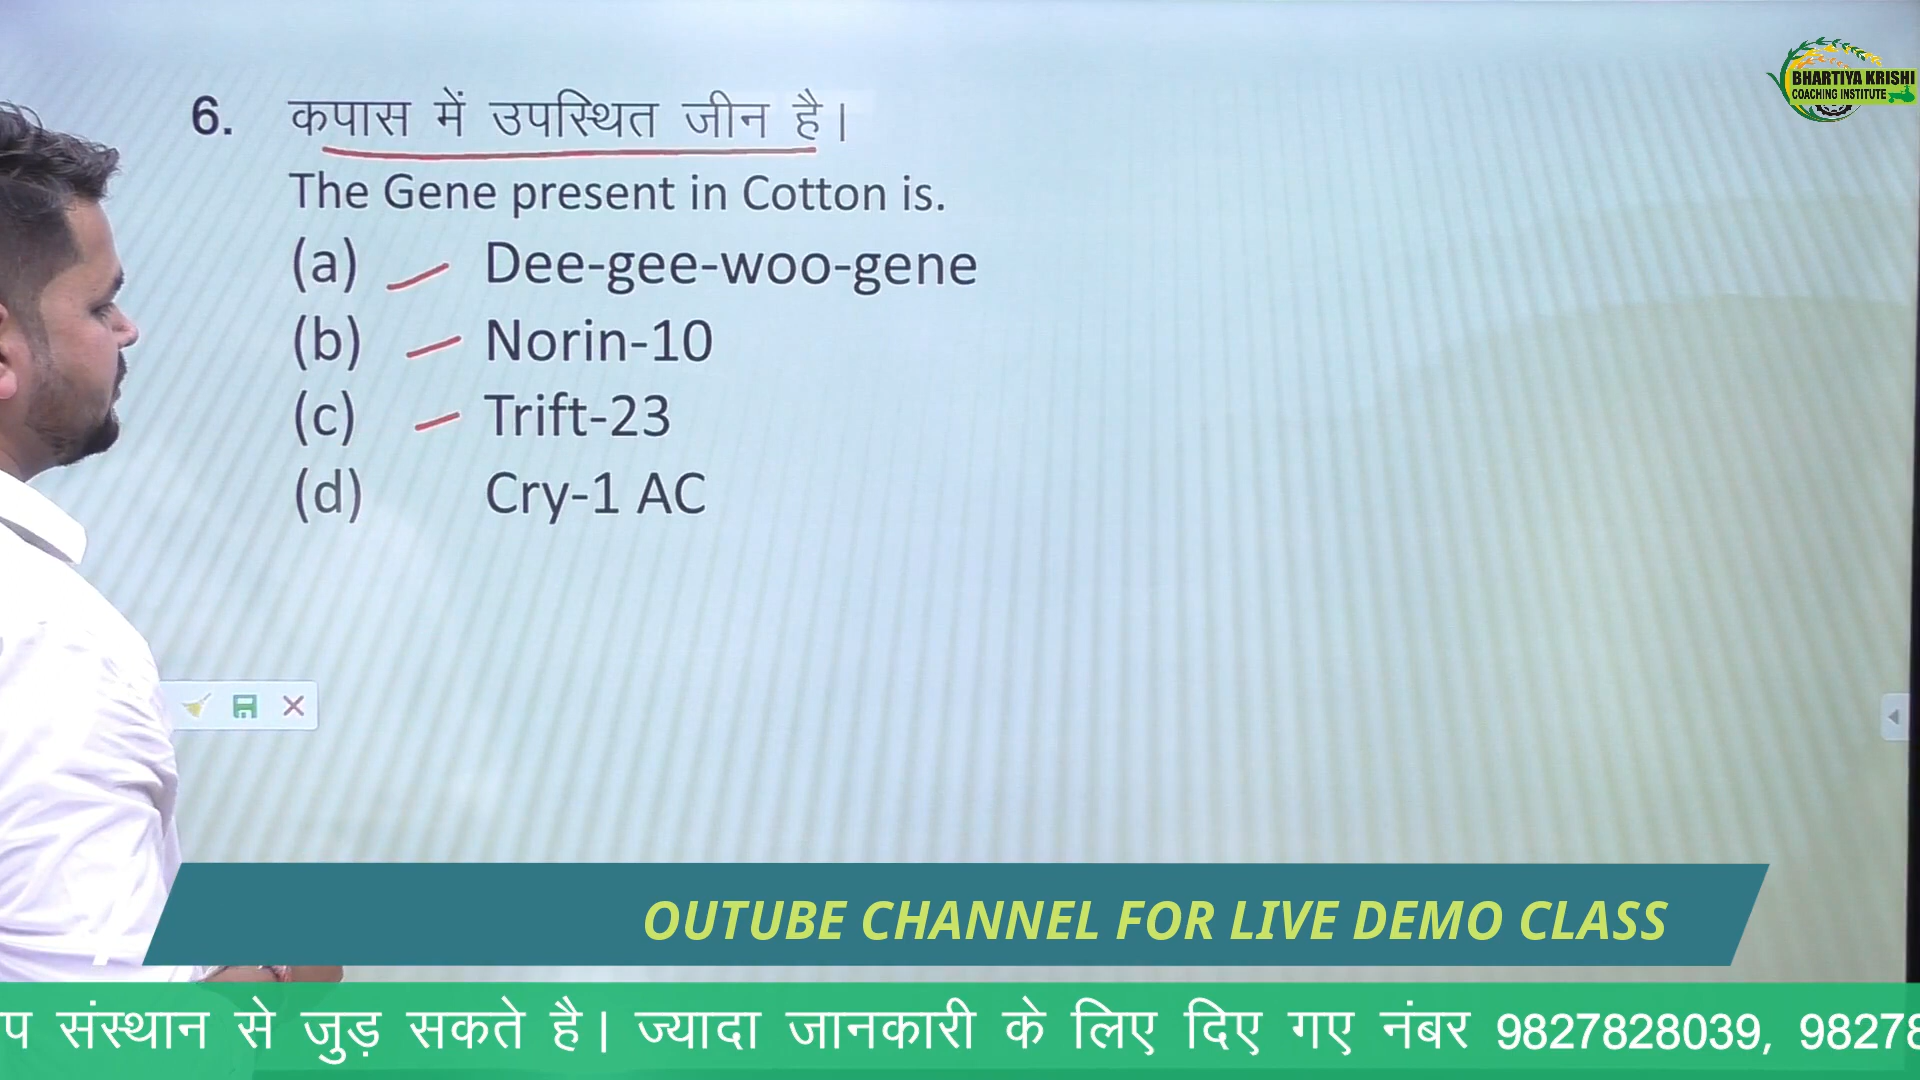 BHARTIYA KRISHI
COACHING INSTITUTE
6. कपास में उपस्थित जीन है।
The Gene present in Cotton is.
(a) Dee-gee-woo-gene
(b) Norin-10
(c) Trift-23
(d) Cry-1 AC
OUTUBE CHANNEL FOR LIVE DEMO CLASS
प संस्थान से जुड़ सकते है। ज्यादा जानकारी के लिए दिए गए नंबर 9827828039, 98278